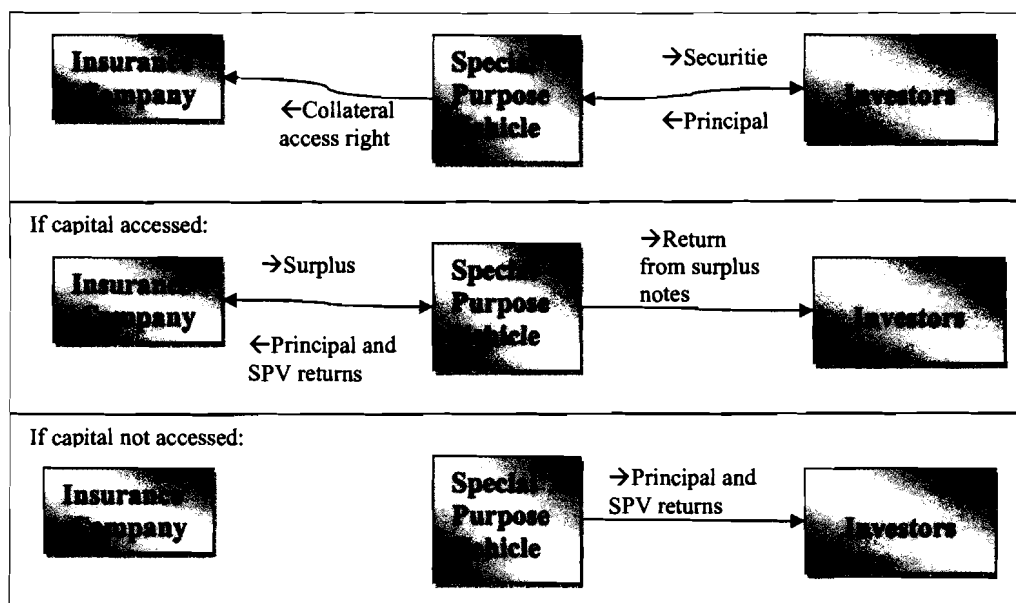 Insurance
Company
←Collateral
access right
Special
Purpose
Vehicle
→Securitie
←Principal
Investors
If capital accessed:
Insurance
Company
→Surplus
←Principal and
SPV returns
Special
Purpose
Vehicle
→Return
from surplus
notes
Investors
If capital not accessed:
Insurance
Company
Special
Purpose
Vehicle
→Principal and
SPV returns
Investors